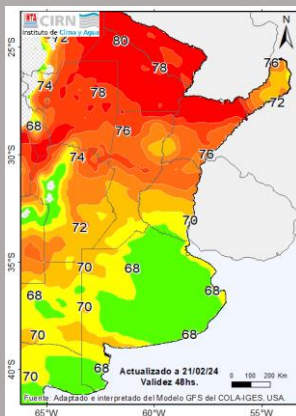 INTA CIRN
Instituto de Clima y Agua
N
72
80
25°S
78
76
74
72
78
68
76
76
30°S
74
70
72
35°S
70
68
68
68
70
70
68
40°S
70
68
Actualizado a 21/02/24
Validez 48hs.
0 100 200 Km
Fuente: Adaptado e interpretado del Modelo GFS del COLA-IGES, USA.
65°W 60°W 55°W